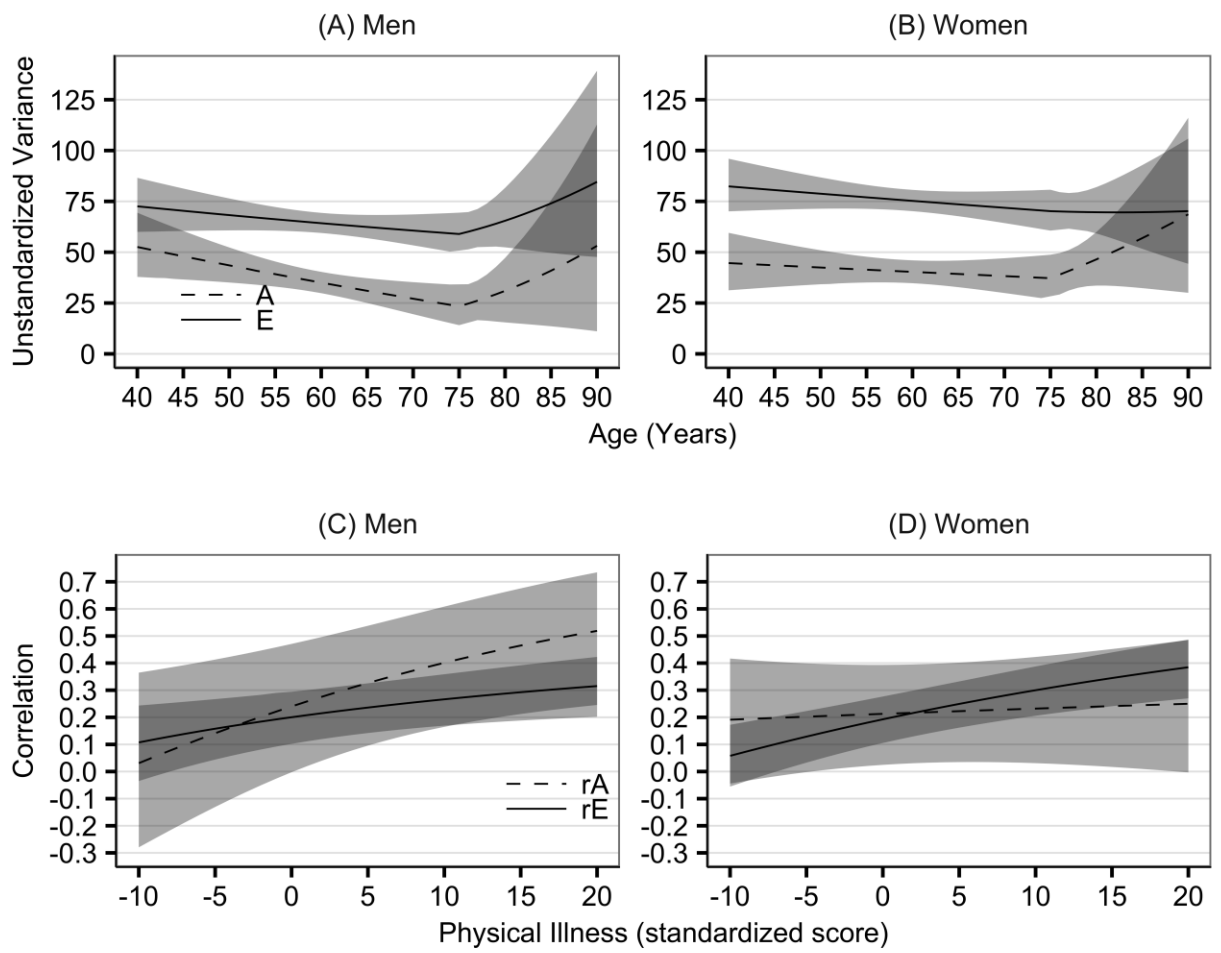 (A) Men
(B) Women
Unstandardized Variance
125
100
75
50
25
0
A
E
40 45 50 55 60 65 70 75 80 85 90
125
100
75
50
25
0
40 45 50 55 60 65 70 75 80 85 90
Age (Years)
(C) Men
(D) Women
Correlation
0.7
0.6
0.5
0.4
0.3
0.2
0.1
0.0
-0.1
-0.2
-0.3
rA
rE
-10 -5 0 5 10 15 20
0.7
0.6
0.5
0.4
0.3
0.2
0.1
0.0
-0.1
-0.2
-0.3
-10 -5 0 5 10 15 20
Physical Illness (standardized score)